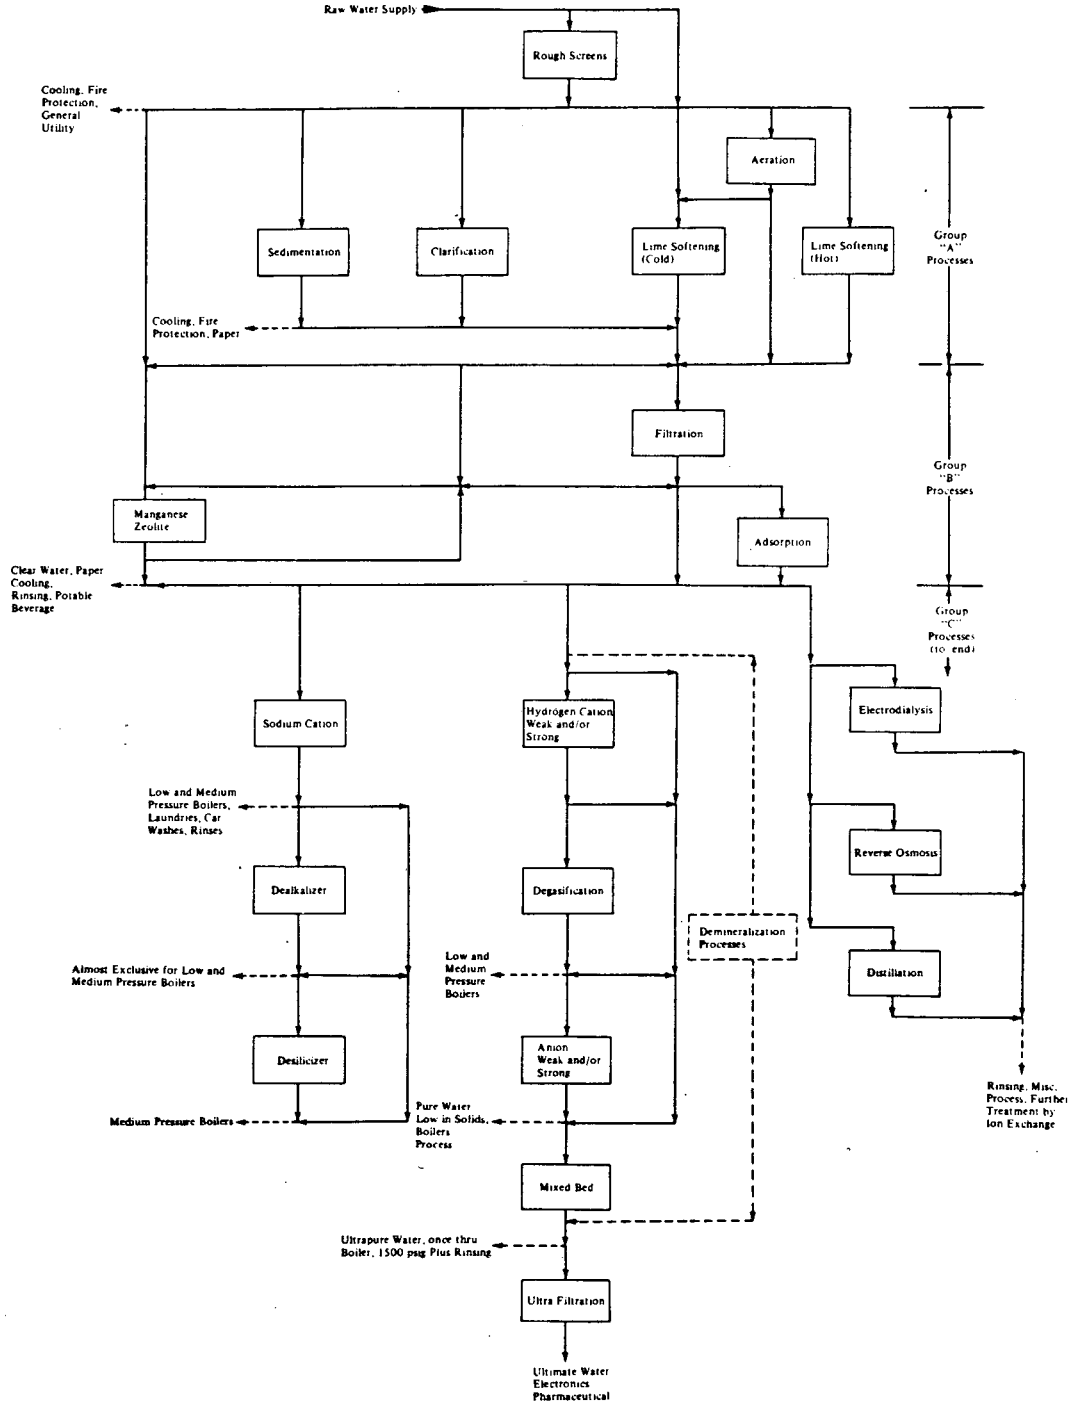 Raw Water Supply
Rough Screens
Cooling, Fire
Protection,
General
Utility
Aeration
Sedimentation
Clarification
Lime Softening
(Cold)
Lime Softening
(Hot)
Group
"A"
Processes
Cooling, Fire
Protection, Paper
Filtration
Group
"B"
Processes
Manganese
Zeolite
Adsorption
Clear Water, Paper
Cooling,
Rinsing, Potable
Beverage
Group
"C"
Processes
(to end)
Sodium Cation
Hydrogen Cation
Weak and/or
Strong
Electrodialysis
Low and Medium
Pressure Boilers,
Laundries, Car
Washes, Rinses
Reverse Osmosis
Dealkalizer
Degasification
Demineralization
Processes
Almost Exclusive for Low and
Medium Pressure Boilers
Low and
Medium
Pressure
Boilers
Distillation
Desilicizer
Anion
Weak and/or
Strong
Rinsing, Misc.
Process, Further
Treatment by
Ion Exchange
Medium Pressure Boilers
Pure Water
Low in Solids,
Boilers
Process
Mixed Bed
Ultrapure Water, once thru
Boiler, 1500 psig Plus Rinsing
Ultra Filtration
Ultimate Water
Electronics
Pharmaceutical